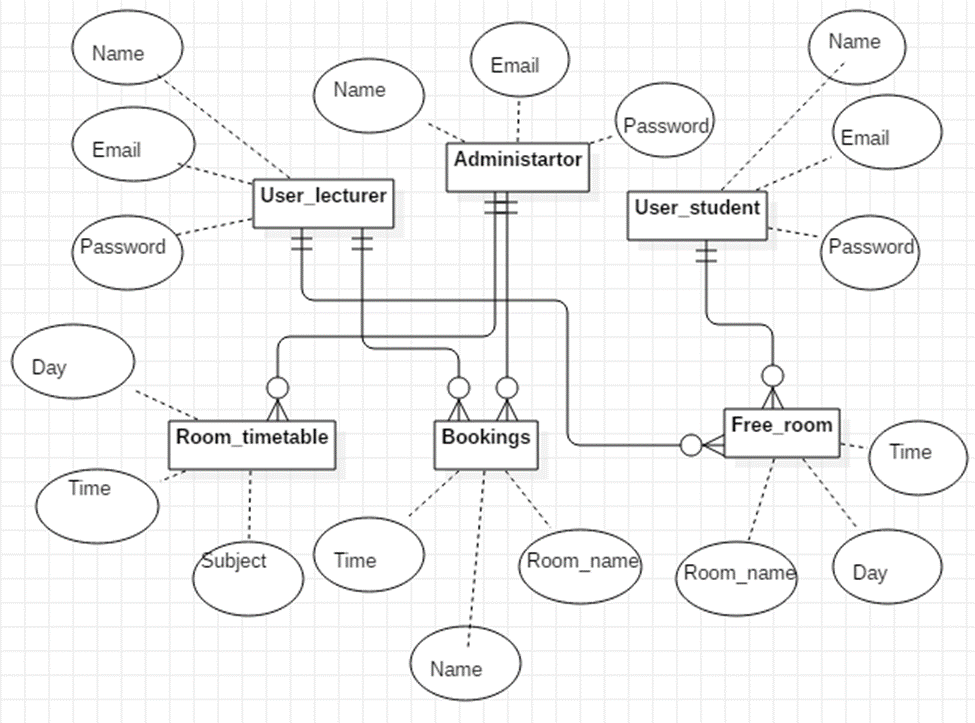 Name
Email
Name
Name
Email
Password
Email
Administartor
User_lecturer
User_student
Password
Password
Day
Room_timetable
Bookings
Free_room
Time
Time
Subject
Time
Room_name
Room_name
Day
Name